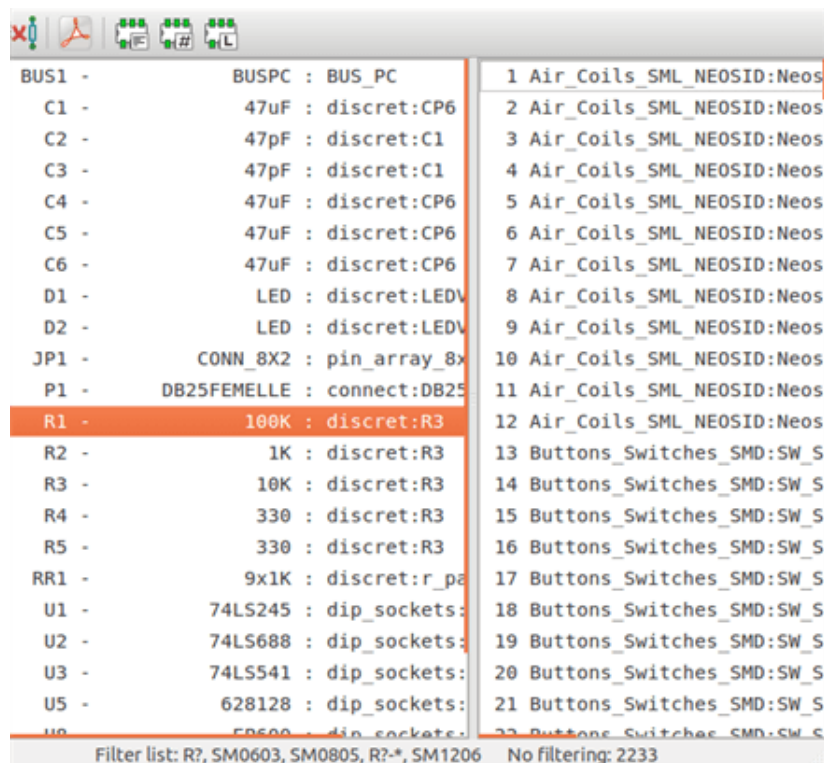 BUS1 - BUSPC : BUS_PC
C1 - 47uF : discret:CP6
C2 - 47pF : discret:C1
C3 - 47pF : discret:C1
C4 - 47uF : discret:CP6
C5 - 47uF : discret:CP6
C6 - 47uF : discret:CP6
D1 - LED : discret:LEDV
D2 - LED : discret:LEDV
JP1 - CONN_8X2 : pin_array_8x
P1 - DB25FEMELLE : connect:DB25
R1 - 100K : discret:R3
R2 - 1K : discret:R3
R3 - 10K : discret:R3
R4 - 330 : discret:R3
R5 - 330 : discret:R3
RR1 - 9x1K : discret:r_pa
U1 - 74LS245 : dip_sockets:
U2 - 74LS688 : dip_sockets:
U3 - 74LS541 : dip_sockets:
U5 - 628128 : dip_sockets:
1 Air_Coils_SML_NEOSID:Neos
2 Air_Coils_SML_NEOSID:Neos
3 Air_Coils_SML_NEOSID:Neos
4 Air_Coils_SML_NEOSID:Neos
5 Air_Coils_SML_NEOSID:Neos
6 Air_Coils_SML_NEOSID:Neos
7 Air_Coils_SML_NEOSID:Neos
8 Air_Coils_SML_NEOSID:Neos
9 Air_Coils_SML_NEOSID:Neos
10 Air_Coils_SML_NEOSID:Neos
11 Air_Coils_SML_NEOSID:Neos
12 Air_Coils_SML_NEOSID:Neos
13 Buttons_Switches_SMD:SW_S
14 Buttons_Switches_SMD:SW_S
15 Buttons_Switches_SMD:SW_S
16 Buttons_Switches_SMD:SW_S
17 Buttons_Switches_SMD:SW_S
18 Buttons_Switches_SMD:SW_S
19 Buttons_Switches_SMD:SW_S
20 Buttons_Switches_SMD:SW_S
21 Buttons_Switches_SMD:SW_S
22 Buttons_Switches_SMD:SW_S
Filter list: R?, SM0603, SM0805, R?-*, SM1206 No filtering: 2233